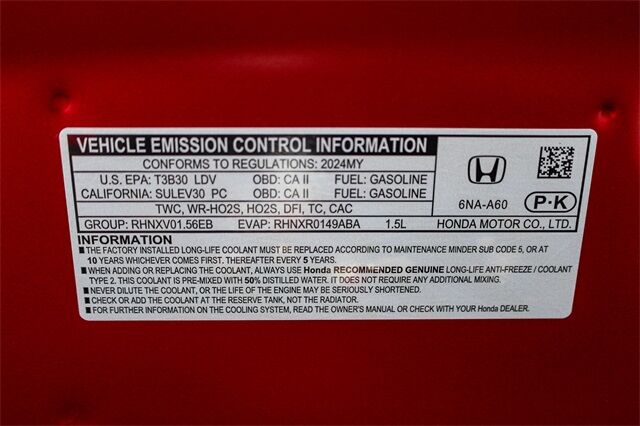 VEHICLE EMISSION CONTROL INFORMATION
CONFORMS TO REGULATIONS: 2024MY
U.S. EPA: T3B30 LDV OBD: CA II FUEL: GASOLINE
CALIFORNIA: SULEV30 PC OBD: CA II FUEL: GASOLINE
TWC, WR-HO2S, HO2S, DFI, TC, CAC
GROUP: RHNXV01.56EB EVAP: RHNXR0149ABA 1.5L
6NA-A60 P·K
HONDA MOTOR CO., LTD.
INFORMATION
■ THE FACTORY INSTALLED LONG-LIFE COOLANT MUST BE REPLACED ACCORDING TO MAINTENANCE MINDER SUB CODE 5, OR AT
10 YEARS WHICHEVER COMES FIRST. THEREAFTER EVERY 5 YEARS.
■ WHEN ADDING OR REPLACING THE COOLANT, ALWAYS USE Honda RECOMMENDED GENUINE LONG-LIFE ANTI-FREEZE / COOLANT
TYPE 2. THIS COOLANT IS PRE-MIXED WITH 50% DISTILLED WATER. IT DOES NOT REQUIRE ANY ADDITIONAL MIXING.
■ NEVER DILUTE THE COOLANT, OR THE LIFE OF THE ENGINE MAY BE SERIOUSLY SHORTENED.
■ CHECK OR ADD THE COOLANT AT THE RESERVE TANK, NOT THE RADIATOR.
■ FOR FURTHER INFORMATION ON THE COOLING SYSTEM, READ THE OWNER'S MANUAL OR CHECK WITH YOUR Honda DEALER.